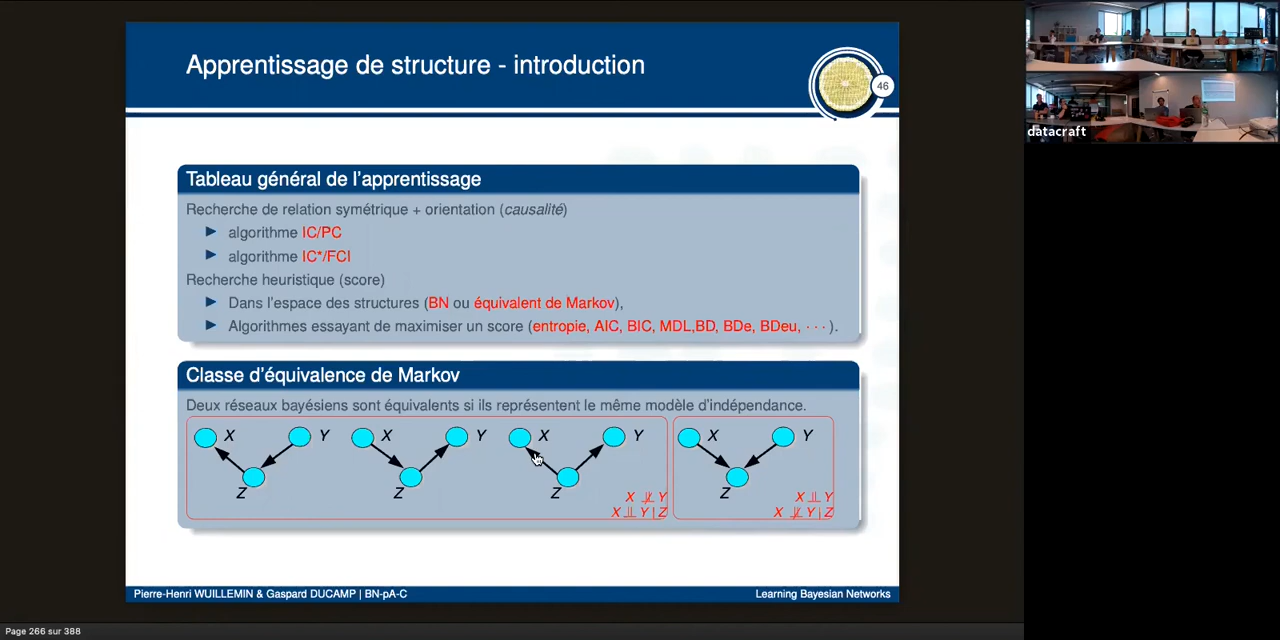 Apprentissage de structure - introduction
46
datacraft
Tableau général de l'apprentissage
Recherche de relation symétrique + orientation (causalité)
algorithme IC/PC
algorithme IC*/FCI
Recherche heuristique (score)
Dans l'espace des structures (BN ou équivalent de Markov),
Algorithmes essayant de maximiser un score (entropie, AIC, BIC, MDL,BD, BDe, BDeu, · · · ).
Classe d'équivalence de Markov
Deux réseaux bayésiens sont équivalents si ils représentent le même modèle d'indépendance.
X Y X Y X Y X Y
Z Z Z Z
X ⫫̸ Y X ⫫ Y
X ⫫ Y | Z X ⫫̸ Y | Z
Pierre-Henri WUILLEMIN & Gaspard DUCAMP | BN-pA-C
Learning Bayesian Networks
Page 266 sur 388